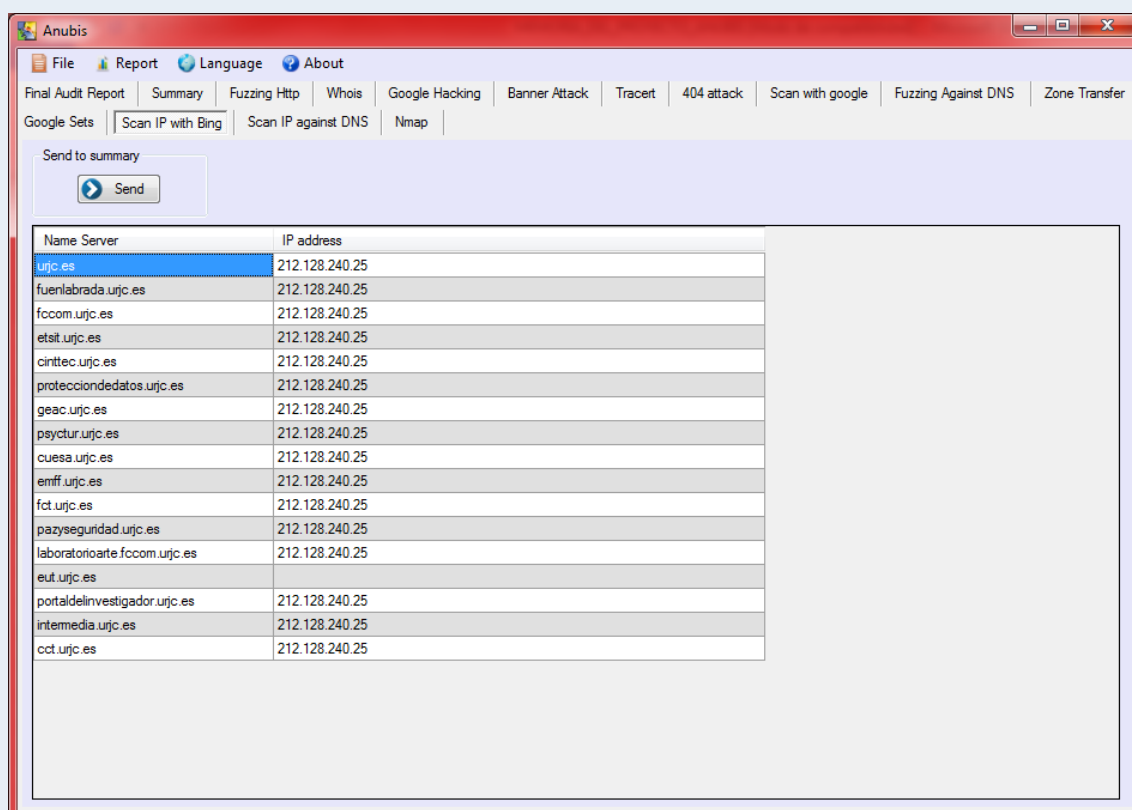 Anubis
File Report Language About
Final Audit Report Summary Fuzzing Http Whois Google Hacking Banner Attack Tracert 404 attack Scan with google Fuzzing Against DNS Zone Transfer
Google Sets Scan IP with Bing Scan IP against DNS Nmap
Send to summary
Send
Name Server IP address
urjc.es 212.128.240.25
fuenlabrada.urjc.es 212.128.240.25
fccom.urjc.es 212.128.240.25
etsit.urjc.es 212.128.240.25
cinttec.urjc.es 212.128.240.25
protecciondedatos.urjc.es 212.128.240.25
geac.urjc.es 212.128.240.25
psyctur.urjc.es 212.128.240.25
cuesa.urjc.es 212.128.240.25
emff.urjc.es 212.128.240.25
fct.urjc.es 212.128.240.25
pazyseguridad.urjc.es 212.128.240.25
laboratorioarte.fccom.urjc.es 212.128.240.25
eut.urjc.es
portaldelinvestigador.urjc.es 212.128.240.25
intermedia.urjc.es 212.128.240.25
cct.urjc.es 212.128.240.25